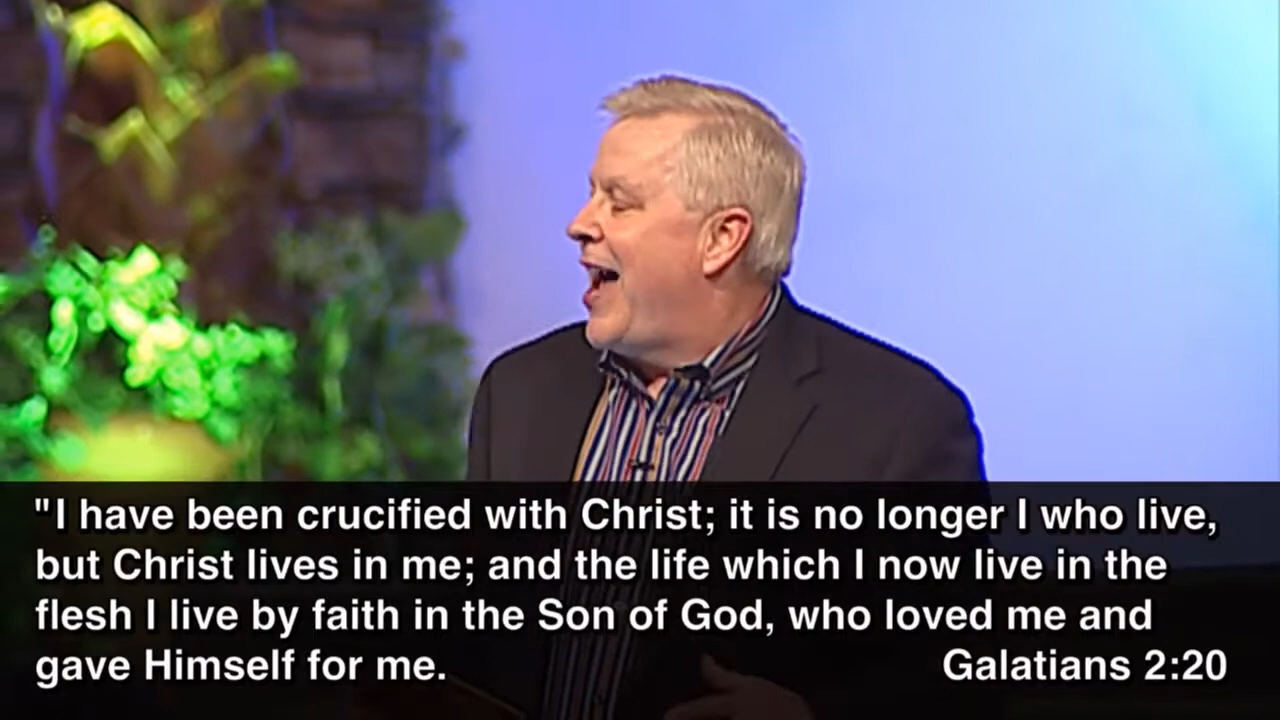 "I have been crucified with Christ; it is no longer I who live,
but Christ lives in me; and the life which I now live in the
flesh I live by faith in the Son of God, who loved me and
gave Himself for me. Galatians 2:20